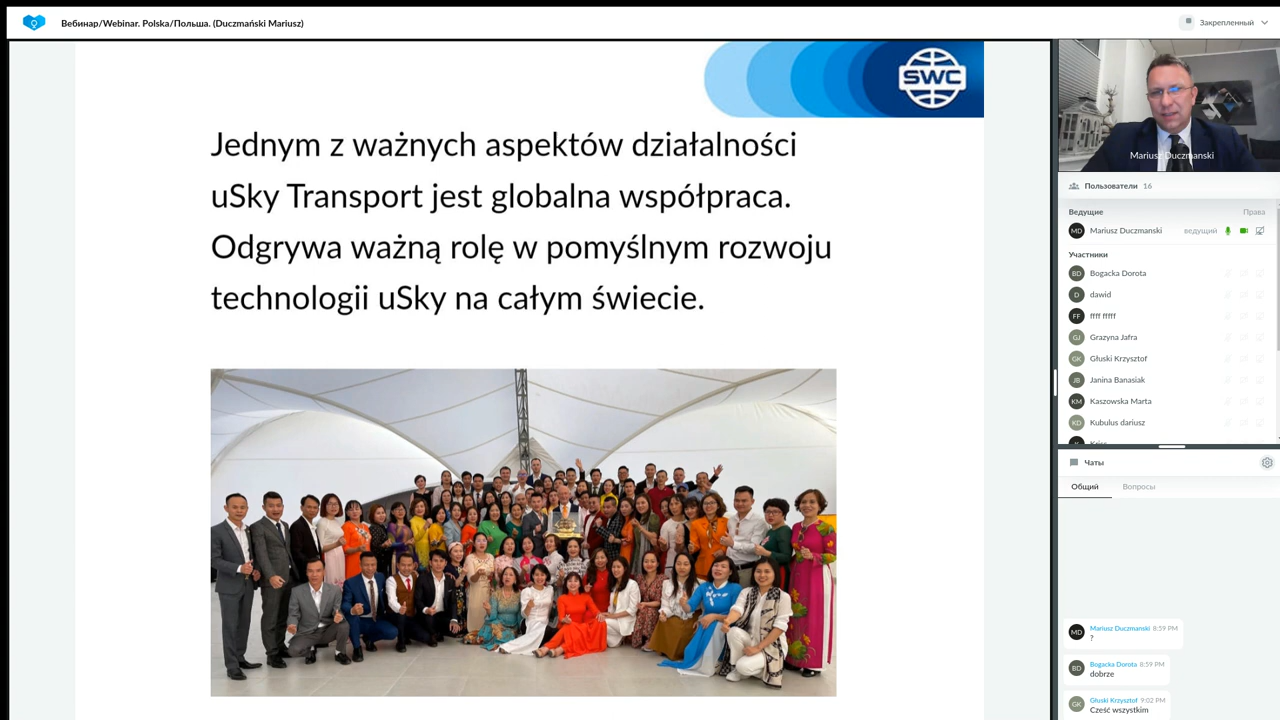 Вебинар/Webinar. Polska/Польша. (Duczmański Mariusz)
Закрепленный
SWC
Jednym z ważnych aspektów działalności
uSky Transport jest globalna współpraca.
Odgrywa ważną rolę w pomyślnym rozwoju
technologii uSky na całym świecie.
Mariusz Duczmanski
Пользователи 16
Ведущие Права
MD Mariusz Duczmanski ведущий
Участники
BD Bogacka Dorota
D dawid
FF ffff fffff
GJ Grazyna Jafra
GK Głuski Krzysztof
JB Janina Banasiak
KM Kaszowska Marta
KD Kubulus dariusz
Чаты
Общий Вопросы
MD Mariusz Duczmanski 8:59 PM
?
BD Bogacka Dorota 8:59 PM
dobrze
GK Głuski Krzysztof 9:02 PM
Cześć wszystkim